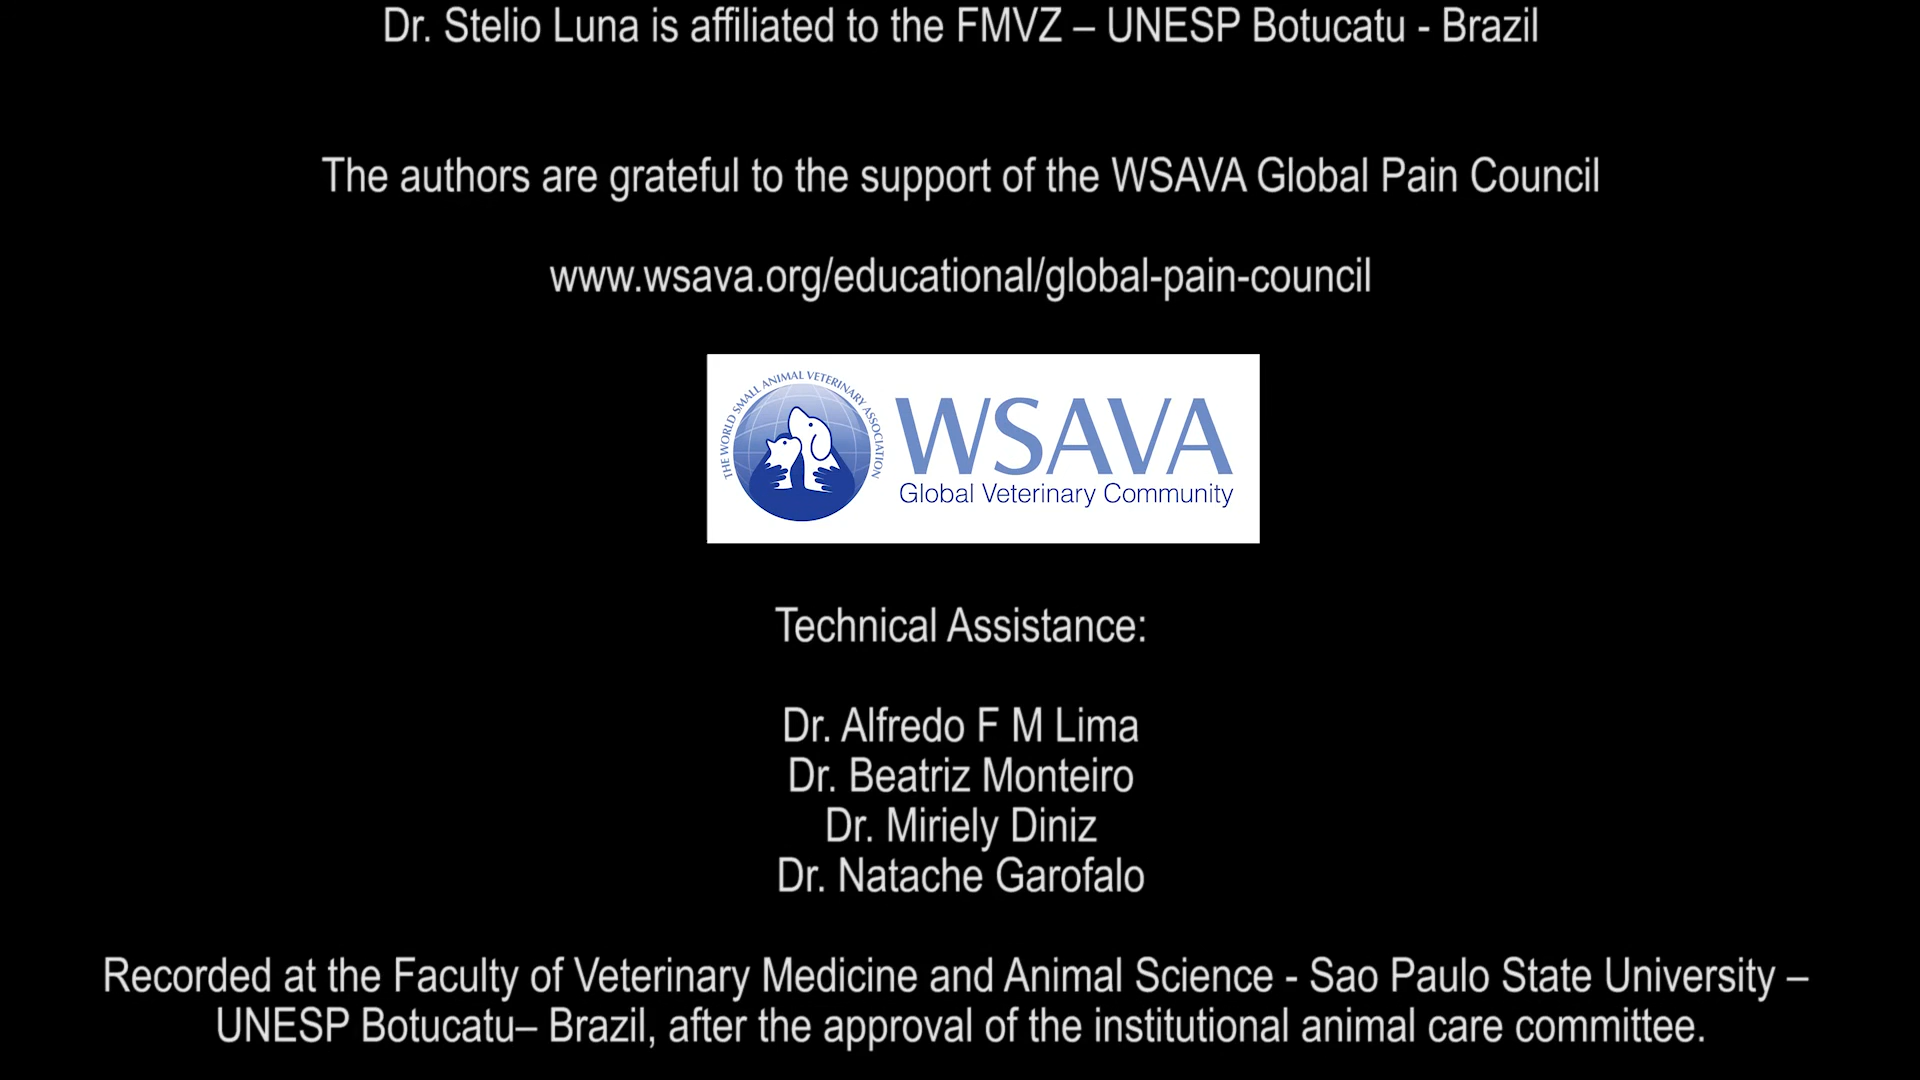 Dr. Stelio Luna is affiliated to the FMVZ – UNESP Botucatu - Brazil
The authors are grateful to the support of the WSAVA Global Pain Council
www.wsava.org/educational/global-pain-council
THE WORLD SMALL ANIMAL VETERINARY ASSOCIATION
WSAVA
Global Veterinary Community
Technical Assistance:
Dr. Alfredo F M Lima
Dr. Beatriz Monteiro
Dr. Miriely Diniz
Dr. Natache Garofalo
Recorded at the Faculty of Veterinary Medicine and Animal Science - Sao Paulo State University –
UNESP Botucatu– Brazil, after the approval of the institutional animal care committee.